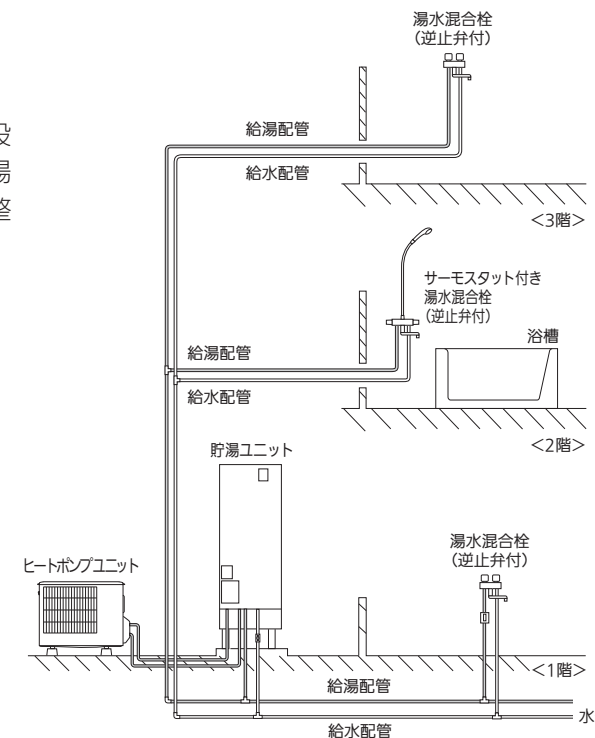 湯水混合栓
(逆止弁付)
給湯配管
給水配管
<3階>
没
湯
整
サーモスタット付き
湯水混合栓
(逆止弁付)
浴槽
給湯配管
給水配管
<2階>
貯湯ユニット
湯水混合栓
(逆止弁付)
ヒートポンプユニット
<1階>
給湯配管
水
給水配管